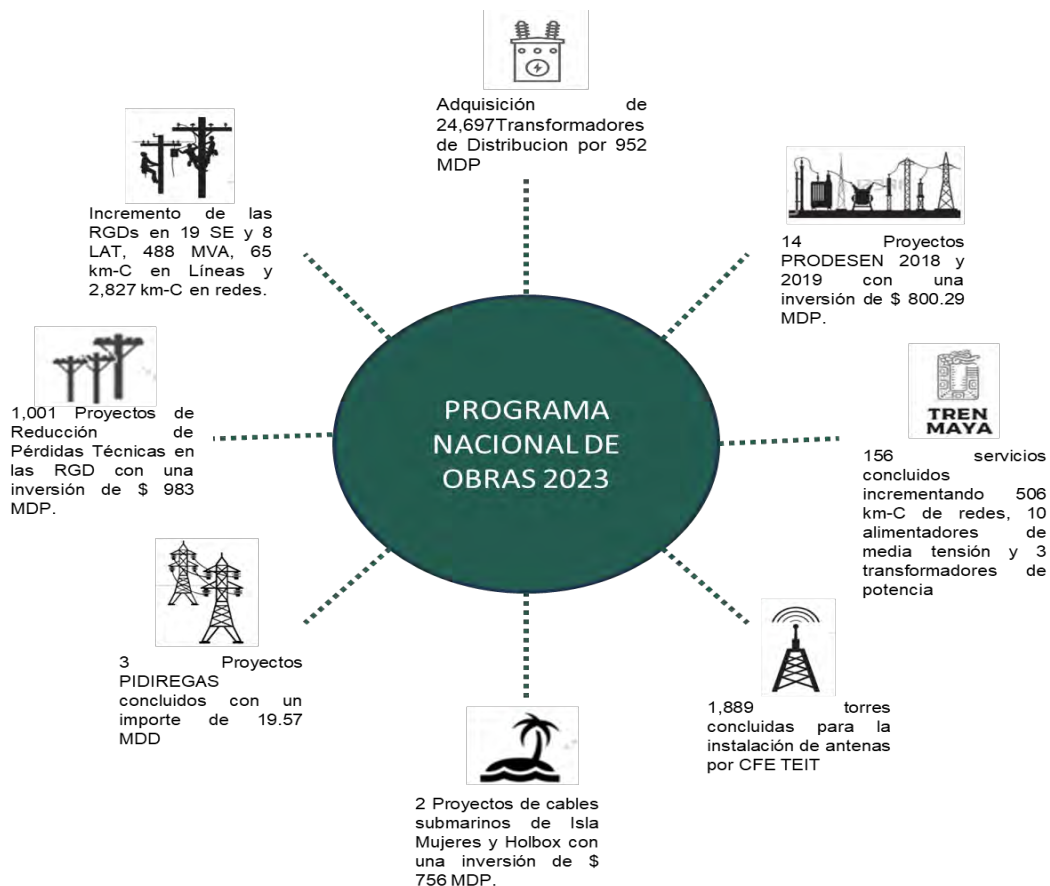 Adquisición de
24,697Transformadores
de Distribucion por 952
MDP
14 Proyectos
PRODESEN 2018 y
2019 con una
inversión de $ 800.29
MDP.
TREN
MAYA
156 servicios
concluidos
incrementando 506
km-C de redes, 10
alimentadores de
media tensión y 3
transformadores de
potencia
1,889 torres
concluidas para la
instalación de antenas
por CFE TEIT
2 Proyectos de cables
submarinos de Isla
Mujeres y Holbox con
una inversión de $
756 MDP.
3 Proyectos
PIDIREGAS
concluidos con un
importe de 19.57
MDD
1,001 Proyectos de
Reducción de
Pérdidas Técnicas en
las RGD con una
inversión de $ 983
MDP.
Incremento de las
RGDs en 19 SE y 8
LAT, 488 MVA, 65
km-C en Líneas y
2,827 km-C en redes.
PROGRAMA
NACIONAL DE
OBRAS 2023